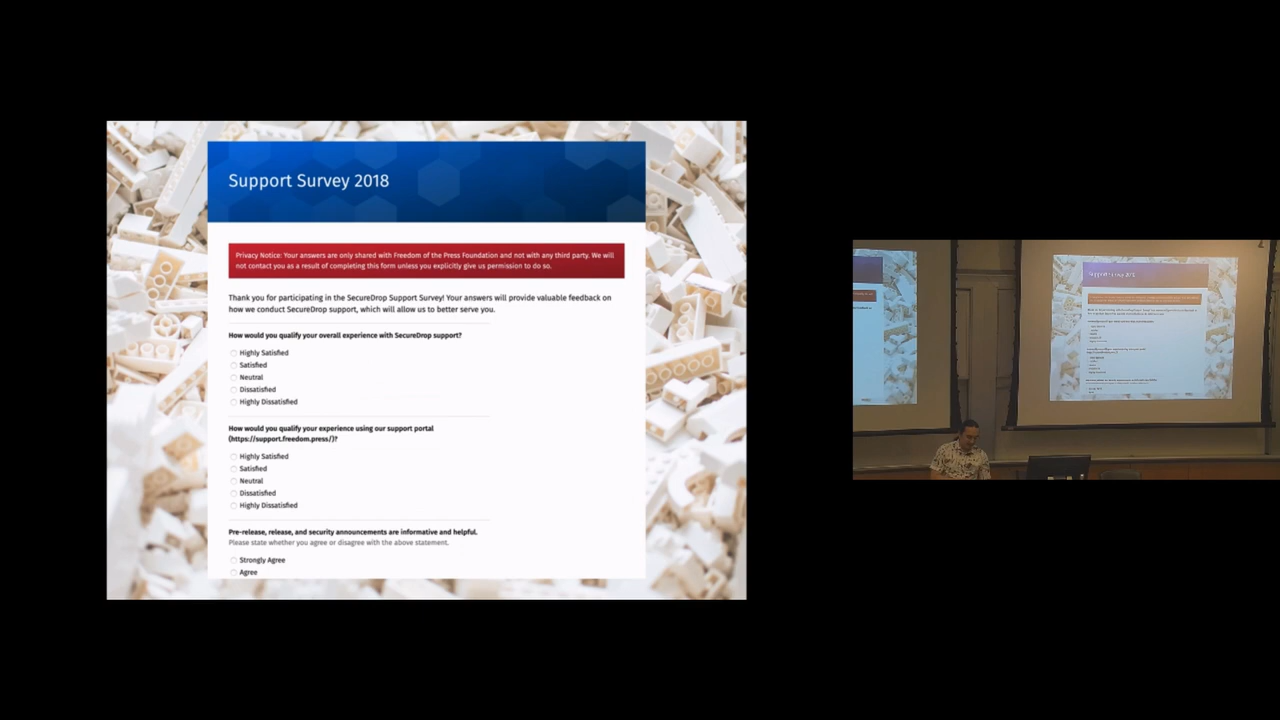 Support Survey 2018
Privacy Notice: Your answers are only shared with Freedom of the Press Foundation and not with any third party. We will
not contact you as a result of completing this form unless you explicitly give us permission to do so.
Thank you for participating in the SecureDrop Support Survey! Your answers will provide valuable feedback on
how we conduct SecureDrop support, which will allow us to better serve you.
How would you qualify your overall experience with SecureDrop support?
Highly Satisfied
Satisfied
Neutral
Dissatisfied
Highly Dissatisfied
How would you qualify your experience using our support portal
(https://support.freedom.press/)?
Highly Satisfied
Satisfied
Neutral
Dissatisfied
Highly Dissatisfied
Pre-release, release, and security announcements are informative and helpful.
Please state whether you agree or disagree with the above statement.
Strongly Agree
Agree
Support Survey 2018